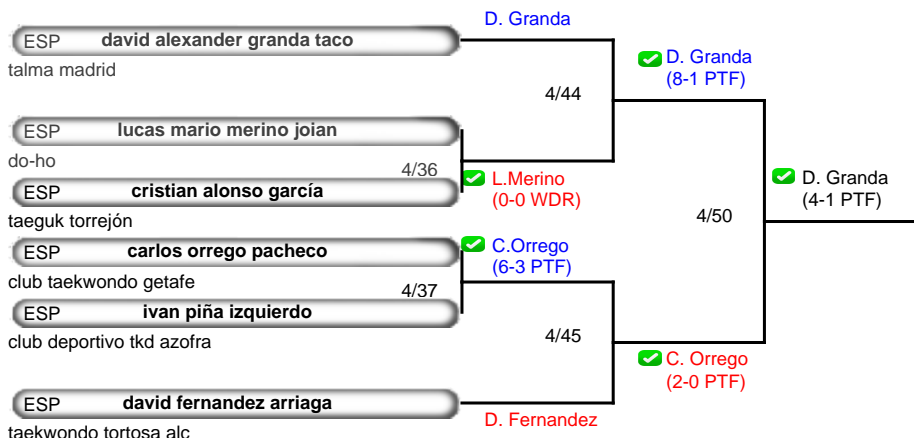 D. Granda
ESP david alexander granda taco
talma madrid
D. Granda
(8-1 PTF)
4/44
ESP lucas mario merino joian
do-ho
4/36
L.Merino
(0-0 WDR)
ESP cristian alonso garcía
taeguk torrejón
D. Granda
(4-1 PTF)
4/50
ESP carlos orrego pacheco
club taekwondo getafe
C.Orrego
(6-3 PTF)
4/37
ESP ivan piña izquierdo
club deportivo tkd azofra
4/45
C. Orrego
(2-0 PTF)
ESP david fernandez arriaga
D. Fernandez
taekwondo tortosa alc